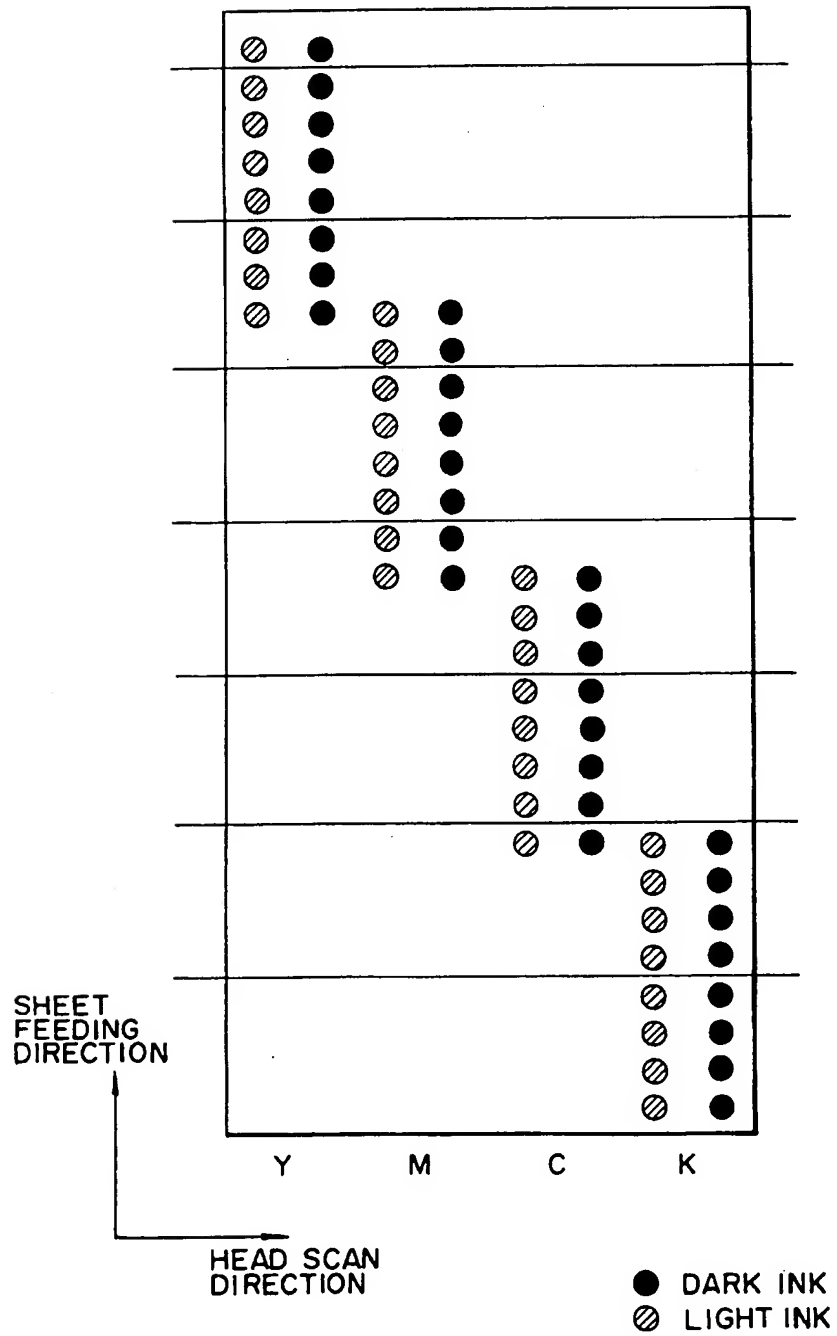 Y M C K
SHEET
FEEDING
DIRECTION
HEAD SCAN
DIRECTION
DARK INK
LIGHT INK